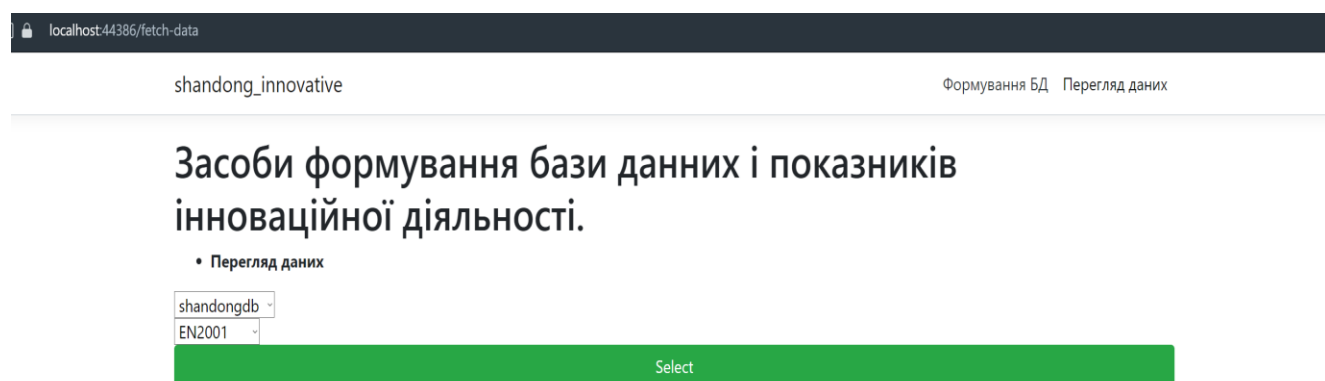 localhost:44386/fetch-data
shandong_innovative Формування БД Перегляд даних
Засоби формування бази данних і показників
інноваційної діяльності.
• Перегляд даних
shandongdb
EN2001
Select